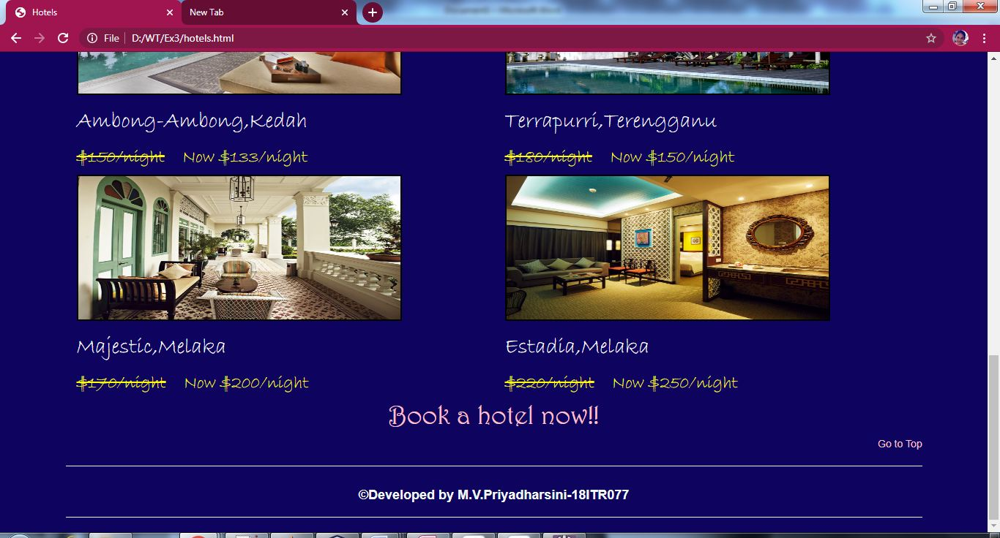 Hotels
New Tab
File
D:/WT/Ex3/hotels.html
Ambong-Ambong,Kedah
Terrapurri,Terengganu
$150/night Now $133/night
$180/night Now $150/night
Majestic,Melaka
Estadia,Melaka
$170/night Now $200/night
$220/night Now $250/night
Book a hotel now!!
Go to Top
©Developed by M.V.Priyadharsini-18ITR077